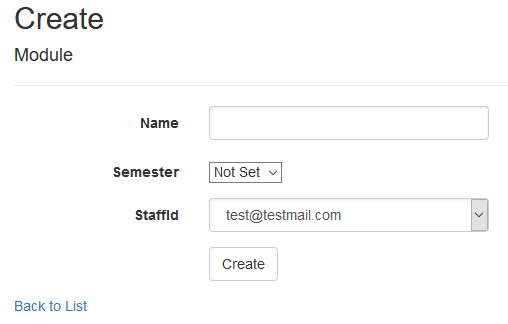 Create
Module
Name
Semester Not Set
StaffId test@testmail.com
Create
Back to List